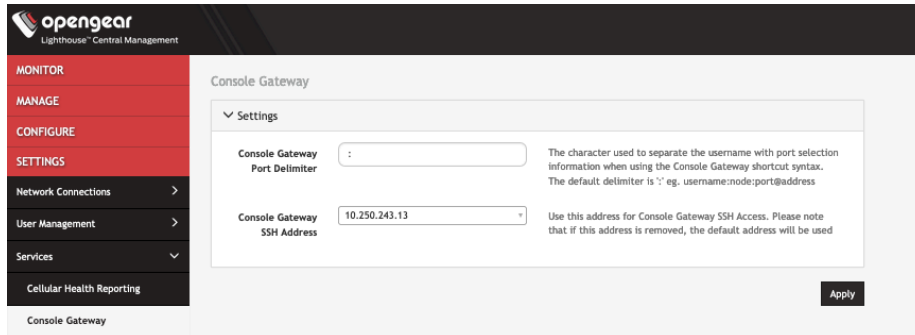 opengear
Lighthouse™ Central Management
MONITOR
MANAGE
CONFIGURE
SETTINGS
Network Connections
User Management
Services
Cellular Health Reporting
Console Gateway
Console Gateway
Settings
Console Gateway
Port Delimiter
:
The character used to separate the username with port selection
information when using the Console Gateway shortcut syntax.
The default delimiter is ':' eg. username:node:port@address
Console Gateway
SSH Address
10.250.243.13
Use this address for Console Gateway SSH Access. Please note
that if this address is removed, the default address will be used
Apply